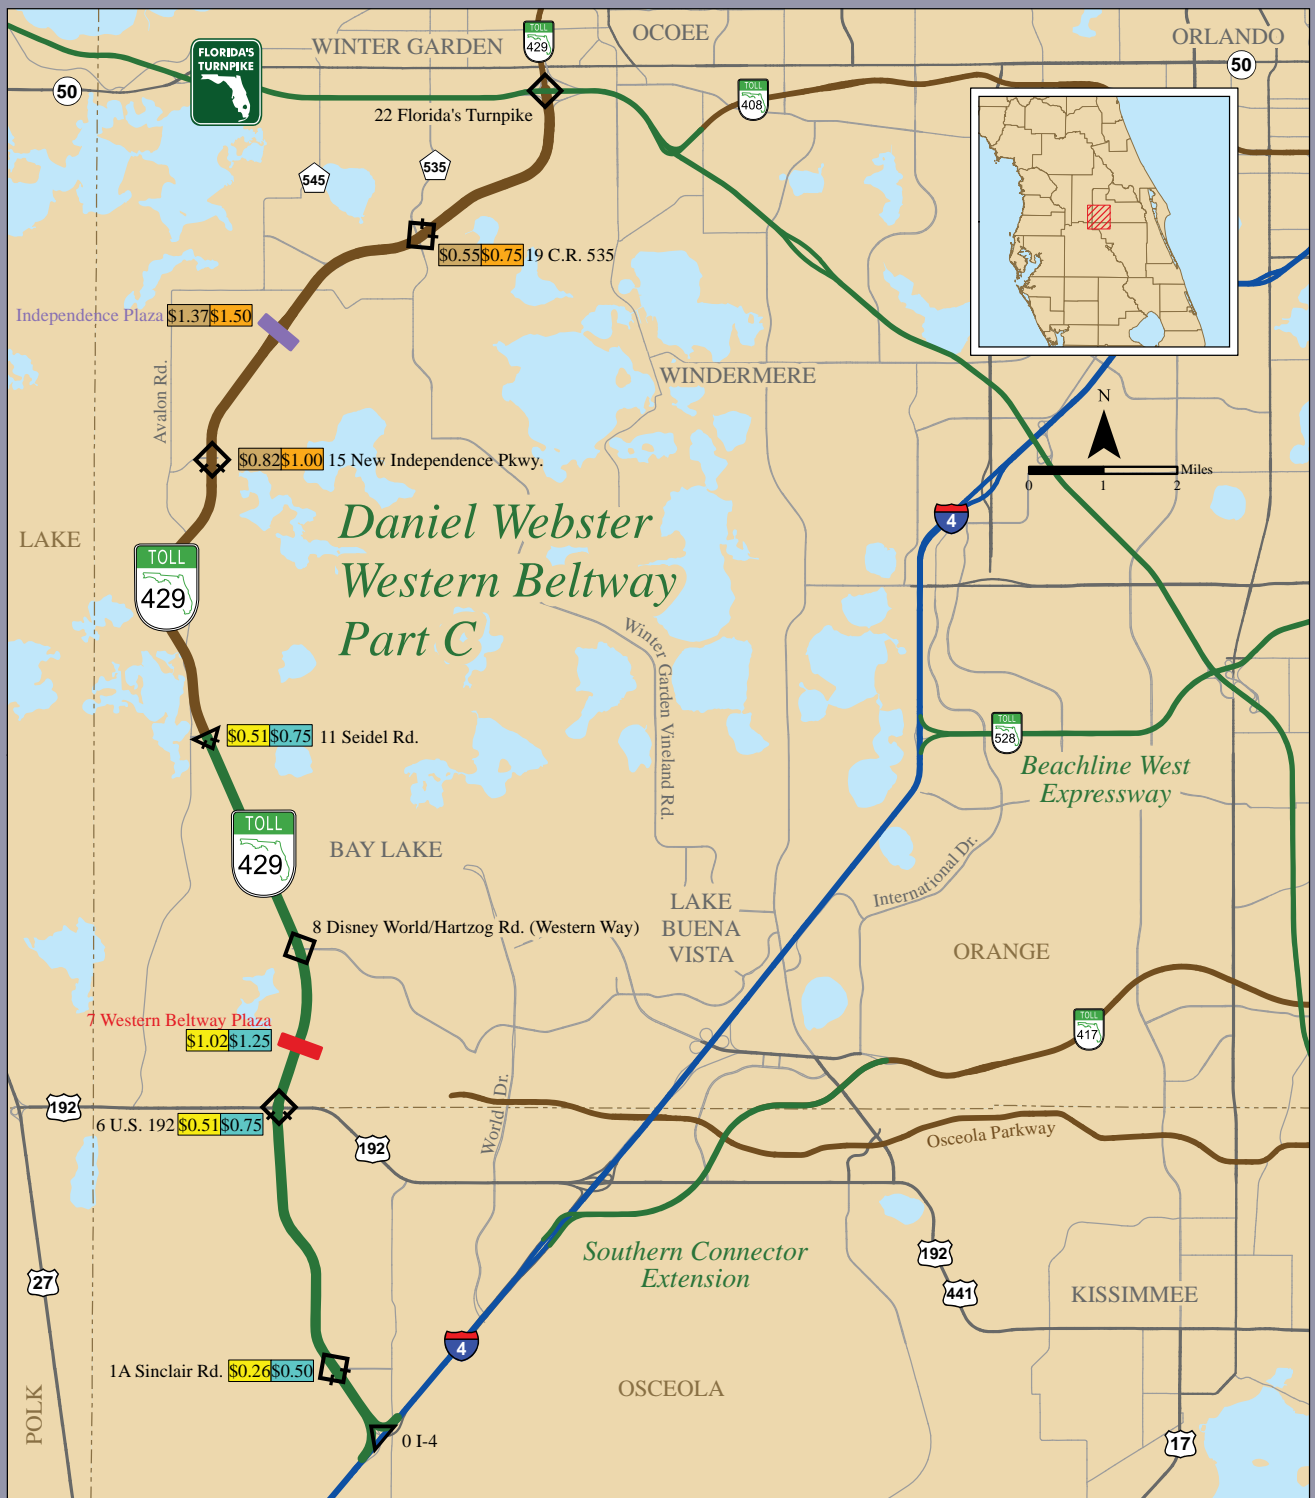 WINTER GARDEN
TOLL
429
OCOEE
ORLANDO
FLORIDA'S
TURNPIKE
50
50
22 Florida's Turnpike
TOLL
408
545
535
$0.55 $0.75 19 C.R. 535
Independence Plaza $1.37 $1.50
Avalon Rd.
WINDERMERE
N
Miles
0 1 2
$0.82 $1.00 15 New Independence Pkwy.
4
LAKE
Daniel Webster
Western Beltway
Part C
TOLL
429
Winter Garden Vineland Rd.
$0.51 $0.75 11 Seidel Rd.
TOLL
528
Beachline West
Expressway
TOLL
429
BAY LAKE
International Dr.
LAKE
BUENA
VISTA
8 Disney World/Hartzog Rd. (Western Way)
ORANGE
7 Western Beltway Plaza
$1.02 $1.25
TOLL
417
192
6 U.S. 192 $0.51 $0.75
192
World Dr.
Osceola Parkway
Southern Connector
Extension
192
441
27
KISSIMMEE
4
1A Sinclair Rd. $0.26 $0.50
OSCEOLA
POLK
0 I-4
17